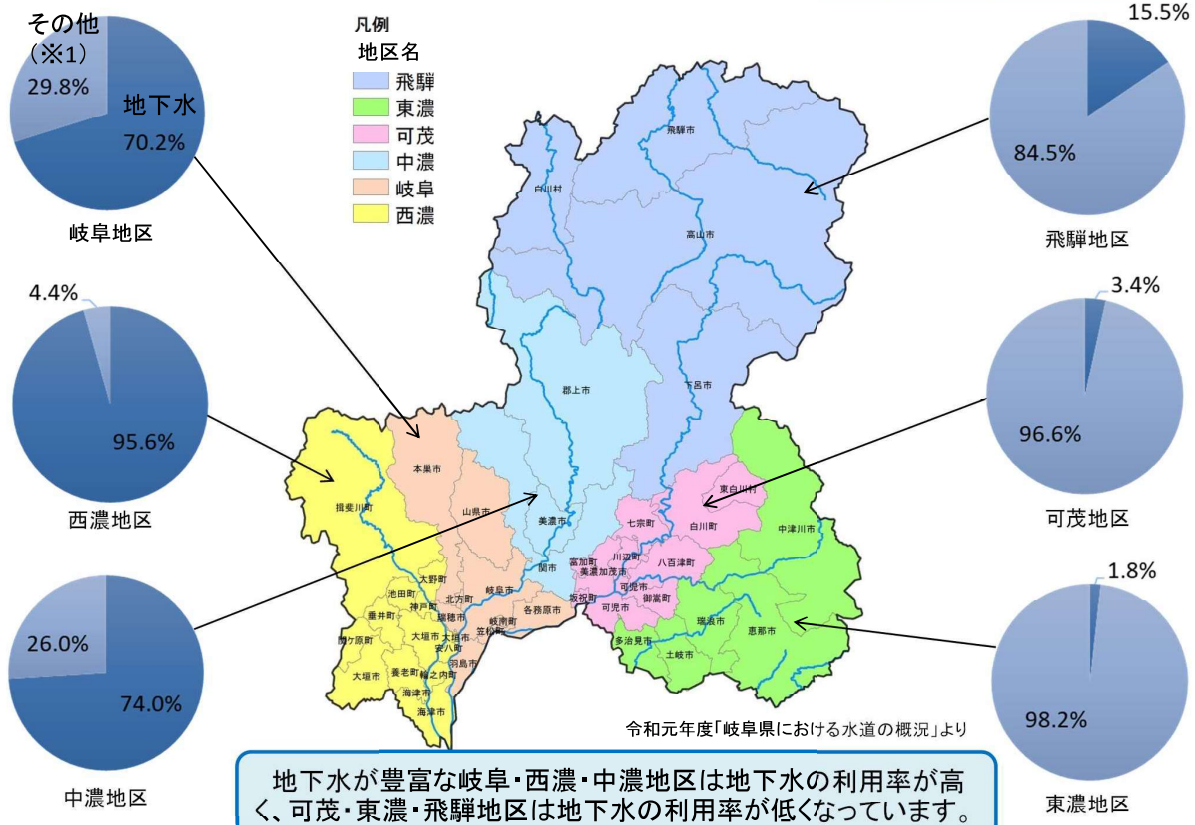 その他
(※1)
29.8%
地下水
70.2%
岐阜地区
4.4%
95.6%
西濃地区
26.0%
74.0%
中濃地区
凡例
地区名
飛騨
東濃
可茂
中濃
岐阜
西濃
飛騨市
白川村
高山市
下呂市
郡上市
本巣市
山県市
美濃市
関市
揖斐川町
大野町
池田町
神戸町
北方町
岐阜市
瑞穂市
垂井町
各務原市
岐南町
笠松町
関ケ原町
大垣市
大垣市
安八町
羽島市
大垣市
養老町
輪之内町
海津市
海津市
東白川村
七宗町
白川町
中津川市
川辺町
富加町
美濃加茂市
八百津町
可児市
坂祝町
御嵩町
可児市
瑞浪市
恵那市
多治見市
土岐市
15.5%
84.5%
飛騨地区
3.4%
96.6%
可茂地区
1.8%
98.2%
東濃地区
令和元年度「岐阜県における水道の概況」より
地下水が豊富な岐阜・西濃・中濃地区は地下水の利用率が高
く、可茂・東濃・飛騨地区は地下水の利用率が低くなっています。